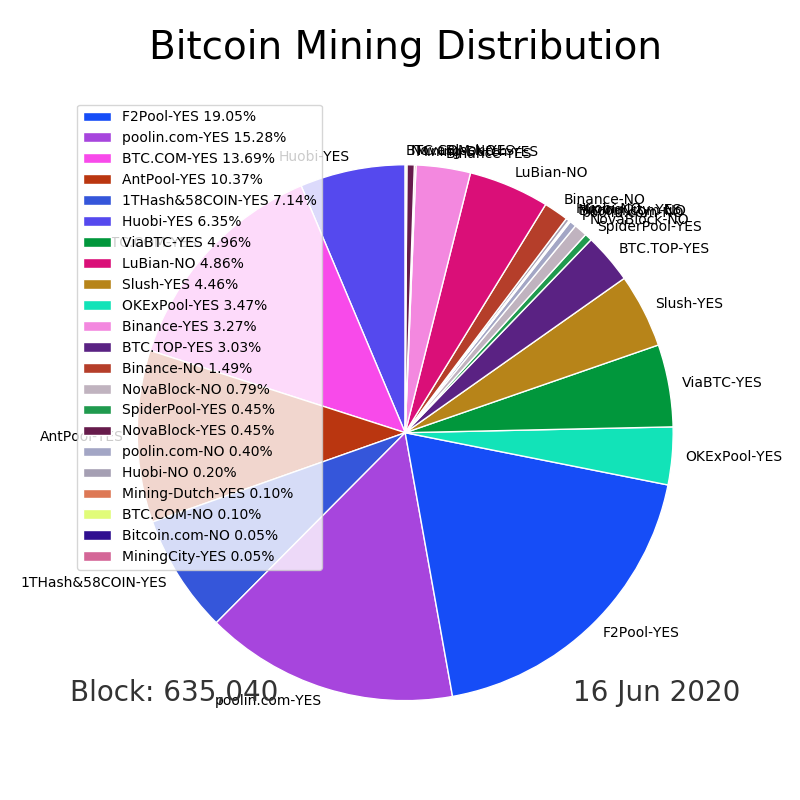 Bitcoin Mining Distribution
F2Pool-YES 19.05%
poolin.com-YES 15.28%
BTC.COM-YES 13.69%
AntPool-YES 10.37%
1THash&58COIN-YES 7.14%
Huobi-YES 6.35%
ViaBTC-YES 4.96%
LuBian-NO 4.86%
Slush-YES 4.46%
OKExPool-YES 3.47%
Binance-YES 3.27%
BTC.TOP-YES 3.03%
Binance-NO 1.49%
NovaBlock-NO 0.79%
SpiderPool-YES 0.45%
NovaBlock-YES 0.45%
poolin.com-NO 0.40%
Huobi-NO 0.20%
Mining-Dutch-YES 0.10%
BTC.COM-NO 0.10%
Bitcoin.com-NO 0.05%
MiningCity-YES 0.05%
Huobi-YES
Binance-YES
LuBian-NO
Binance-NO
NovaBlock-NO
SpiderPool-YES
BTC.TOP-YES
Slush-YES
ViaBTC-YES
AntPool-YES
OKExPool-YES
1THash&58COIN-YES
F2Pool-YES
poolin.com-YES
Block: 635,040
16 Jun 2020